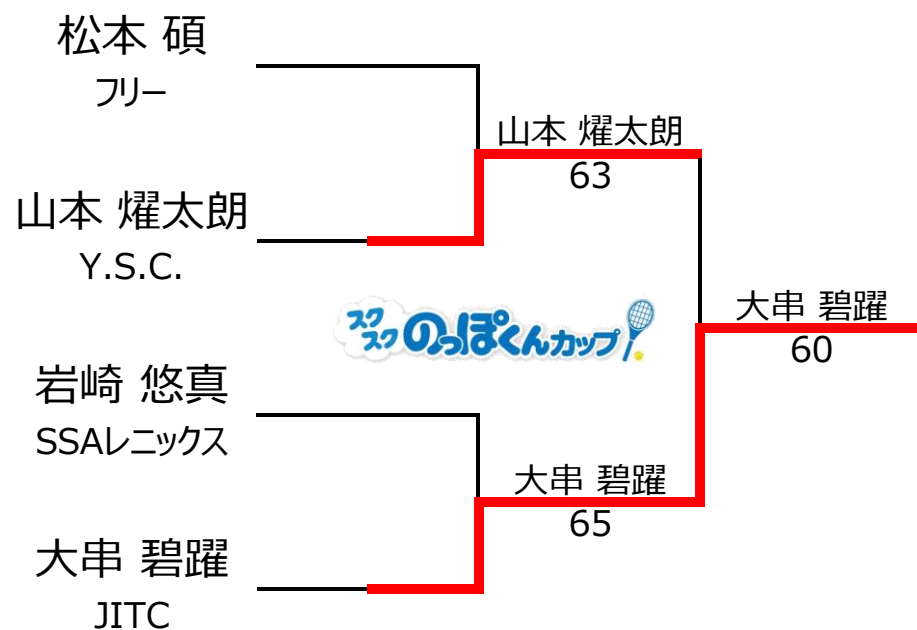 松本 碩
フリー
山本 燿太朗
63
山本 燿太朗
Y.S.C.
スク
スク のっぽくんカップ
大串 碧躍
60
岩崎 悠真
SSAレニックス
大串 碧躍
65
大串 碧躍
JITC